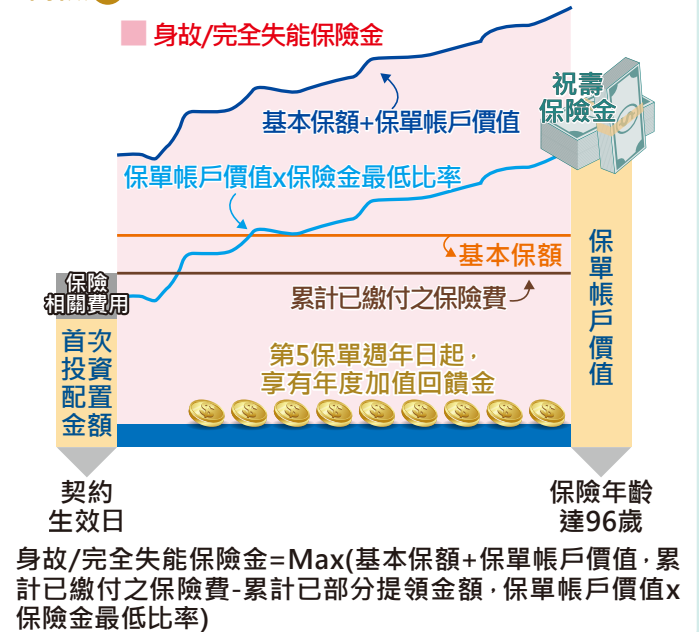 身故/完全失能保險金
祝壽
保險金
基本保額+保單帳戶價值
保單帳戶價值x保險金最低比率
基本保額
保險
相關費用
累計已繳付之保險費
首次
投資
配置
金額
保單帳戶價值
第5保單週年日起，
享有年度加值回饋金
契約
生效日
保險年齡
達96歲
身故/完全失能保險金=Max(基本保額+保單帳戶價值，累
計已繳付之保險費-累計已部分提領金額，保單帳戶價值x
保險金最低比率)